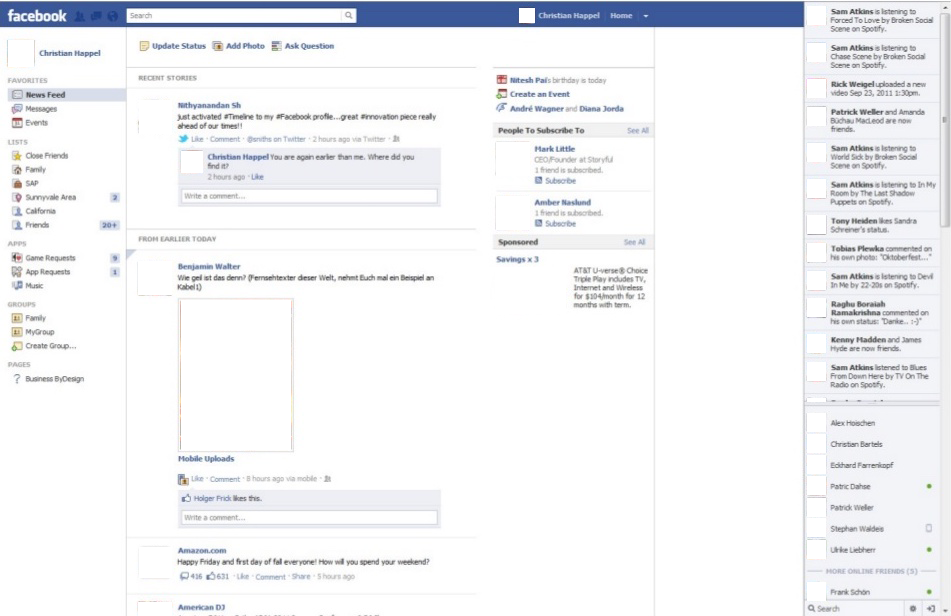 facebook
Search
Christian Happel Home
Christian Happel
FAVORITES
News Feed
Messages
Events
LISTS
Close Friends
Family
SAP
Sunnyvale Area 2
California
Friends 20+
APPS
Game Requests 9
App Requests 1
Music
GROUPS
Family
MyGroup
Create Group...
PAGES
Business ByDesign
Update Status Add Photo Ask Question
RECENT STORIES
Nithyanandan Sh
just activated #Timeline to my #Facebook profile...great #innovation piece really
ahead of our times!!
Like · Comment · @sniths on Twitter · 2 hours ago via Twitter ·
Christian Happel You are again earlier than me. Where did you
find it?
2 hours ago · Like
Write a comment...
FROM EARLIER TODAY
Benjamin Walter
Wie geil ist das denn? (Fernsehtexter dieser Welt, nehmt Euch mal ein Beispiel an
Kabel1)
Mobile Uploads
Like · Comment · 8 hours ago via mobile ·
Holger Frick likes this.
Write a comment...
Amazon.com
Happy Friday and first day of fall everyone! How will you spend your weekend?
416 631 · Like · Comment · Share · 5 hours ago
American DJ
Nitesh Pai's birthday is today
Create an Event
André Wagner and Diana Jorda
People To Subscribe To See All
Mark Little
CEO/Founder at Storyful
1 friend is subscribed.
Subscribe
Amber Naslund
1 friend is subscribed.
Subscribe
Sponsored See All
Savings x 3
AT&T U-verse® Choice
Triple Play includes TV,
Internet and Wireless
for $104/month for 12
months with term.
Sam Atkins is listening to
Forced To Love by Broken Social
Scene on Spotify.
Sam Atkins is listening to
Chase Scene by Broken Social
Scene on Spotify.
Rick Weigel uploaded a new
video Sep 23, 2011 1:30pm.
Patrick Weller and Amanda
Büchau MacLeod are now
friends.
Sam Atkins is listening to
World Sick by Broken Social
Scene on Spotify.
Sam Atkins is listening to In My
Room by The Last Shadow
Puppets on Spotify.
Tony Heiden likes Sandra
Schreiner's status.
Tobias Plewka commented on
his own photo: "Oktoberfest..."
Sam Atkins is listening to Devil
In Me by 22-20s on Spotify.
Raghu Boraiah
Ramakrishna commented on
his own status: "Danke.. :-)"
Kenny Madden and James
Hyde are now friends.
Sam Atkins listened to Blues
From Down Here by TV On The
Radio on Spotify.
Alex Hoischen
Christian Bartels
Eckhard Farrenkopf
Patric Dahse
Patrick Weller
Stephan Waldeis
Ulrike Liebherr
MORE ONLINE FRIENDS (5)
Frank Schön
Search